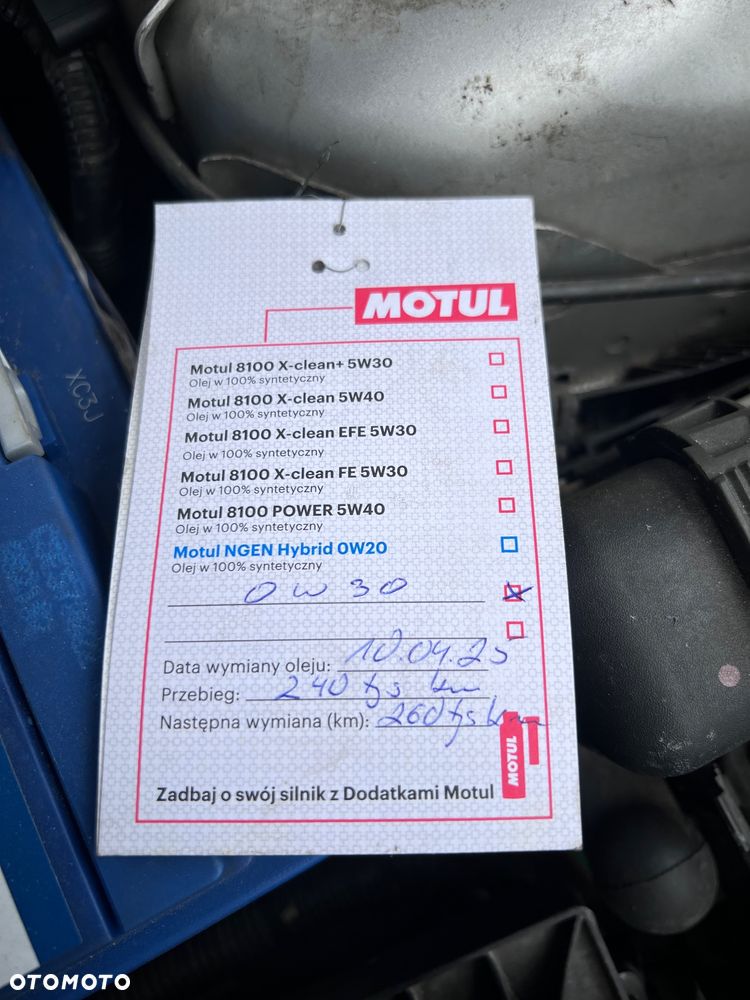 XC3J
MOTUL
Motul 8100 X-clean+ 5W30
Olej w 100% syntetyczny
Motul 8100 X-clean 5W40
Olej w 100% syntetyczny
Motul 8100 X-clean EFE 5W30
Olej w 100% syntetyczny
Motul 8100 X-clean FE 5W30
Olej w 100% syntetyczny
Motul 8100 POWER 5W40
Olej w 100% syntetyczny
Motul NGEN Hybrid 0W20
Olej w 100% syntetyczny
0W30
Data wymiany oleju: 10.04.25
Przebieg: 240 tys km
Następna wymiana (km): 260 tys km
MOTUL
Zadbaj o swój silnik z Dodatkami Motul
OTOMOTO